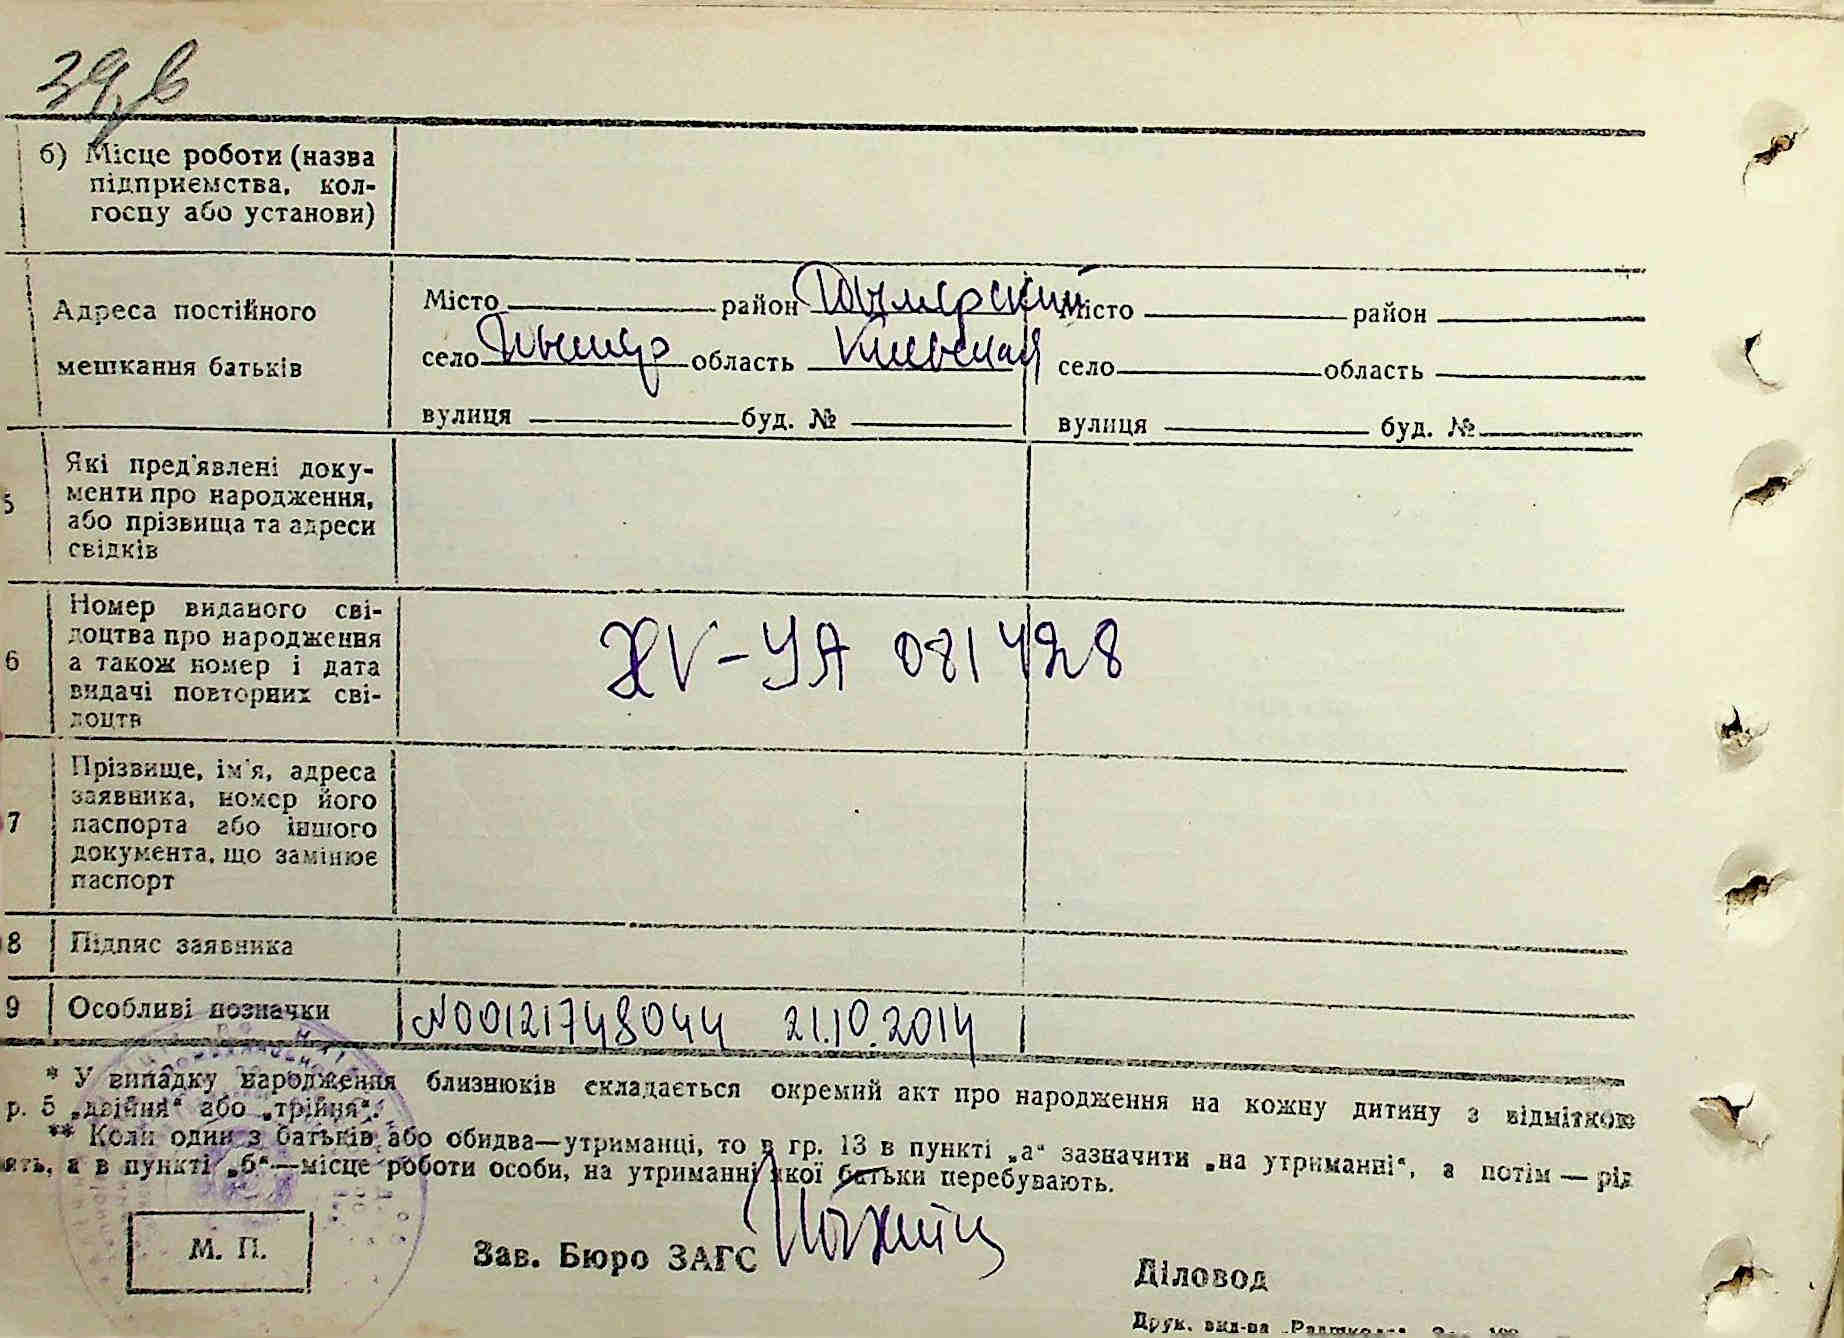 39,в
б) Місце роботи (назва
підприємства, кол-
госпу або установи)
Адреса постійного
мешкання батьків
Місто район Дымерский
село область Киевская
вулиця буд. №
Місто район
село область
вулиця буд. №
5 Які пред'явлені доку-
менти про народження,
або прізвища та адреси
свідків
6 Номер виданого сві-
доцтва про народження
а також номер і дата
видачі повторних сві-
доцтв
XV-УА 081428
7 Прізвище, ім'я, адреса
заявника, номер його
паспорта або іншого
документа, що замінює
паспорт
8 Підпис заявника
9 Особливі позначки
N00121748044 21.10.2014
* У випадку народження близнюків складається окремий акт про народження на кожну дитину з відміткою
р. 5 „двійня“ або „трійня“.
** Коли один з батьків або обидва—утриманці, то в гр. 13 в пункті „а“ зазначити „на утриманні“, а потім — рід
ять, а в пункті „б“—місце роботи особи, на утриманні якої батьки перебувають.
М. П.
Зав. Бюро ЗАГС
Діловод
Друк. вид-ва